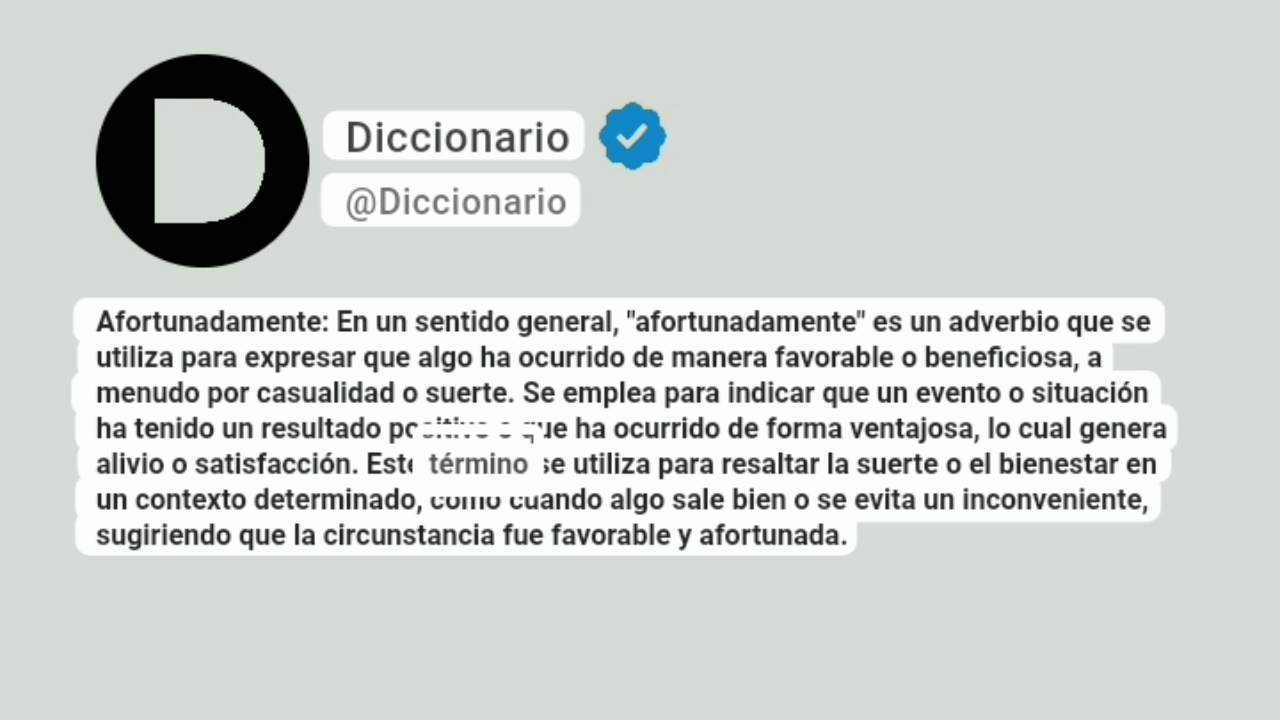 Diccionario
@Diccionario
Afortunadamente: En un sentido general, "afortunadamente" es un adverbio que se
utiliza para expresar que algo ha ocurrido de manera favorable o beneficiosa, a
menudo por casualidad o suerte. Se emplea para indicar que un evento o situación
ha tenido un resultado positivo o que ha ocurrido de forma ventajosa, lo cual genera
alivio o satisfacción. Este término se utiliza para resaltar la suerte o el bienestar en
un contexto determinado, como cuando algo sale bien o se evita un inconveniente,
sugiriendo que la circunstancia fue favorable y afortunada.